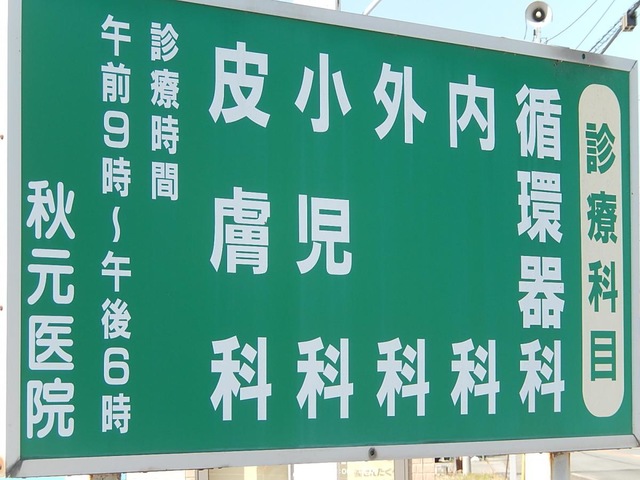 診療科目
循環器科
内科
外科
小児科
皮膚科
診療時間
午前9時〜午後6時
秋元医院